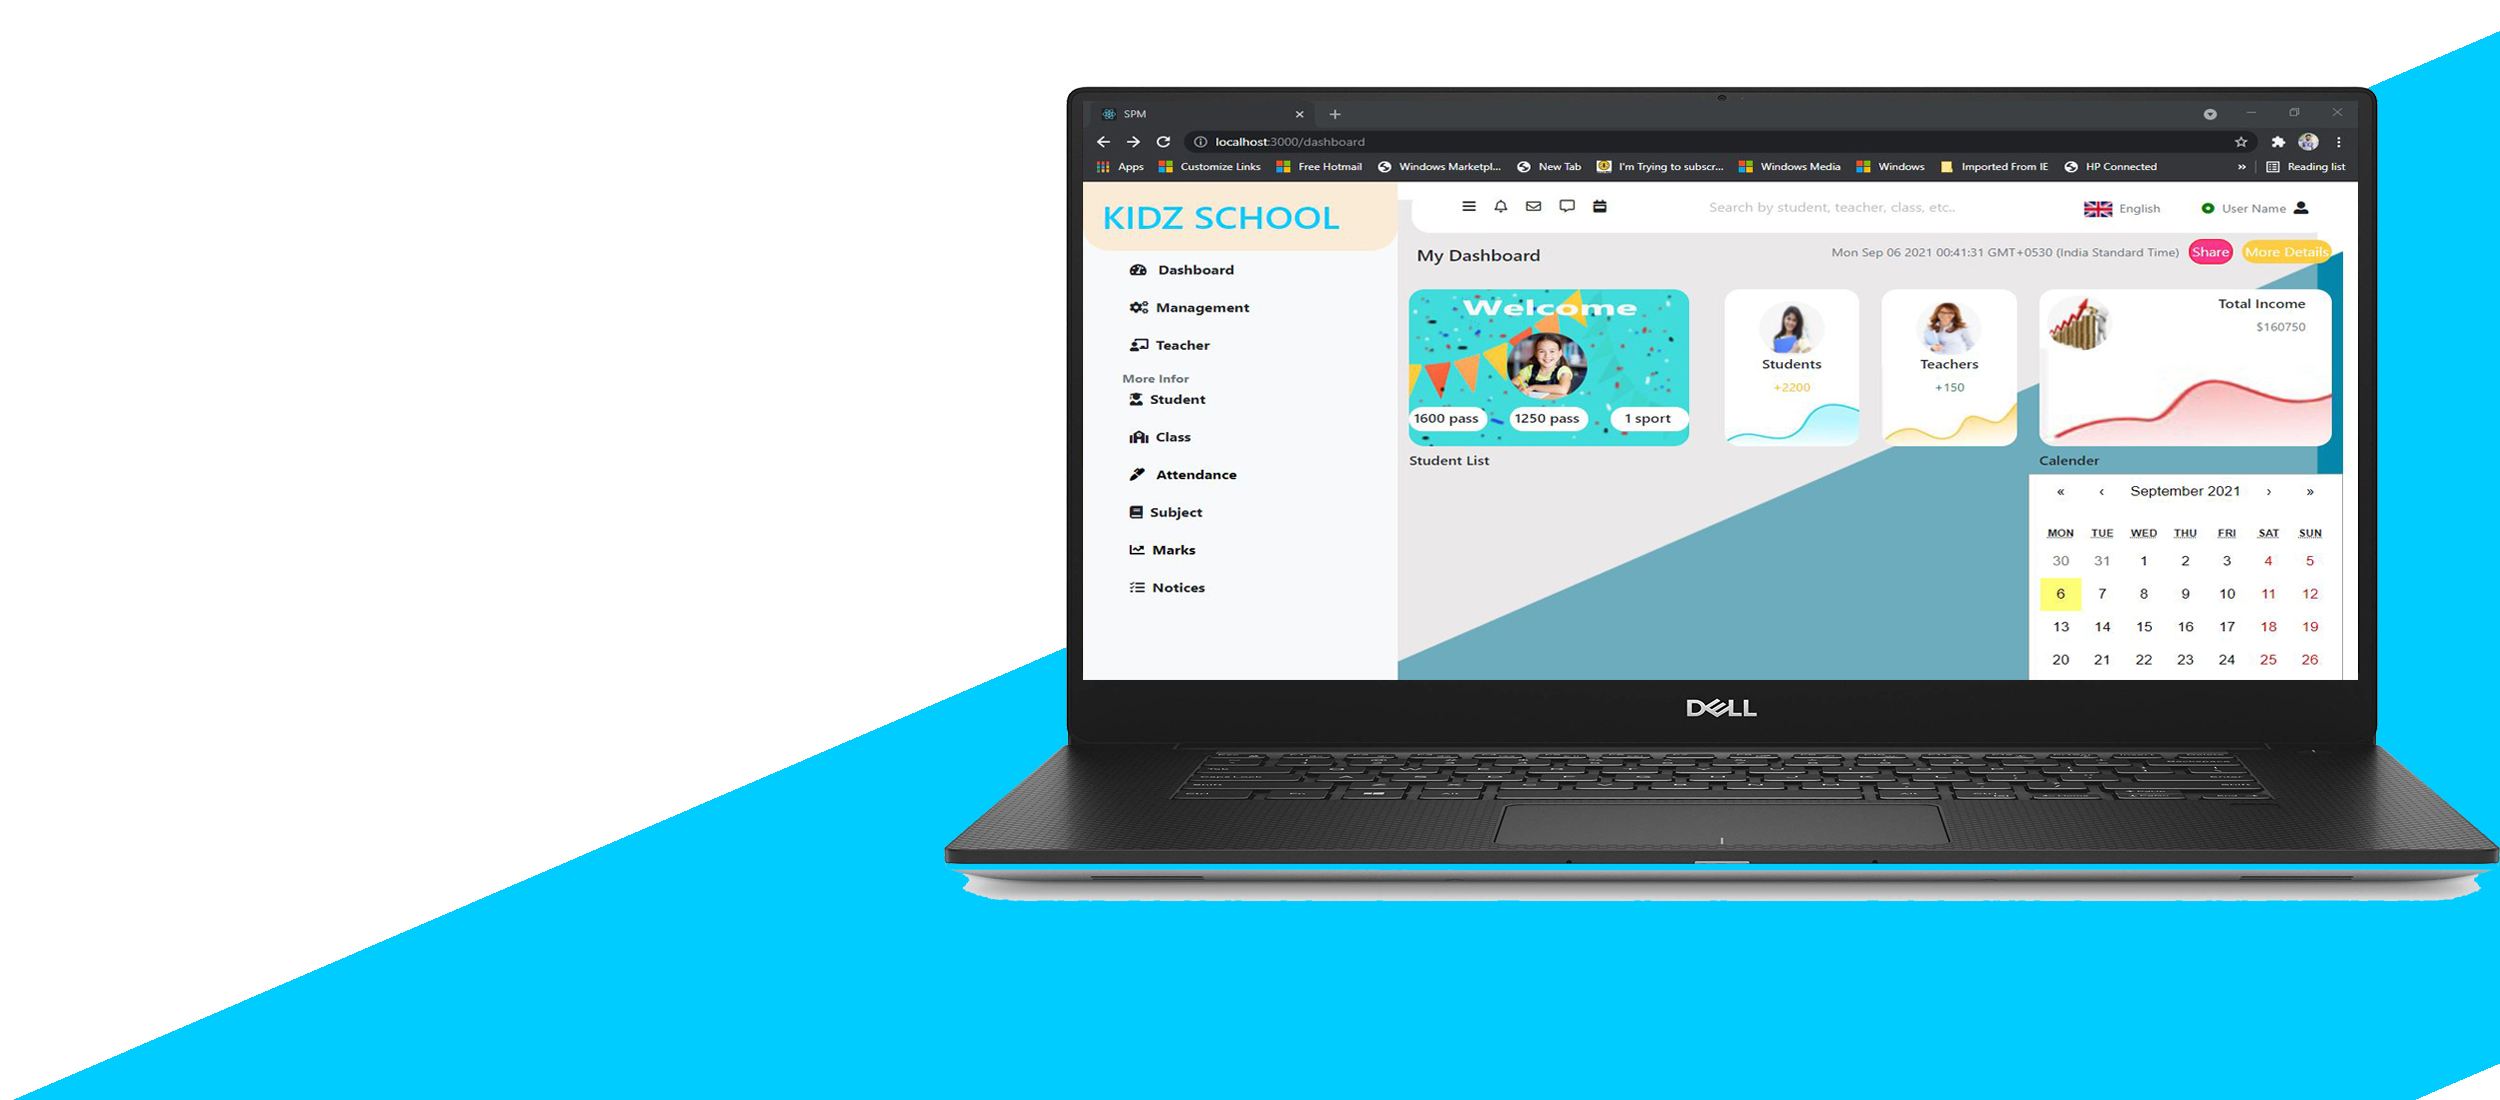 SPM
localhost:3000/dashboard
Apps Customize Links Free Hotmail Windows Marketpl... New Tab I'm Trying to subscr... Windows Media Windows Imported From IE HP Connected » Reading list
KIDZ SCHOOL
Search by student, teacher, class, etc..
English
User Name
Dashboard
Management
Teacher
More Infor
Student
Class
Attendance
Subject
Marks
Notices
My Dashboard
Mon Sep 06 2021 00:41:31 GMT+0530 (India Standard Time)
Share
More Details
Welcome
1600 pass 1250 pass 1 sport
Students
+2200
Teachers
+150
Total Income
$160750
Student List
Calender
« ‹ September 2021 › »
MON TUE WED THU FRI SAT SUN
30 31 1 2 3 4 5
6 7 8 9 10 11 12
13 14 15 16 17 18 19
20 21 22 23 24 25 26
DELL